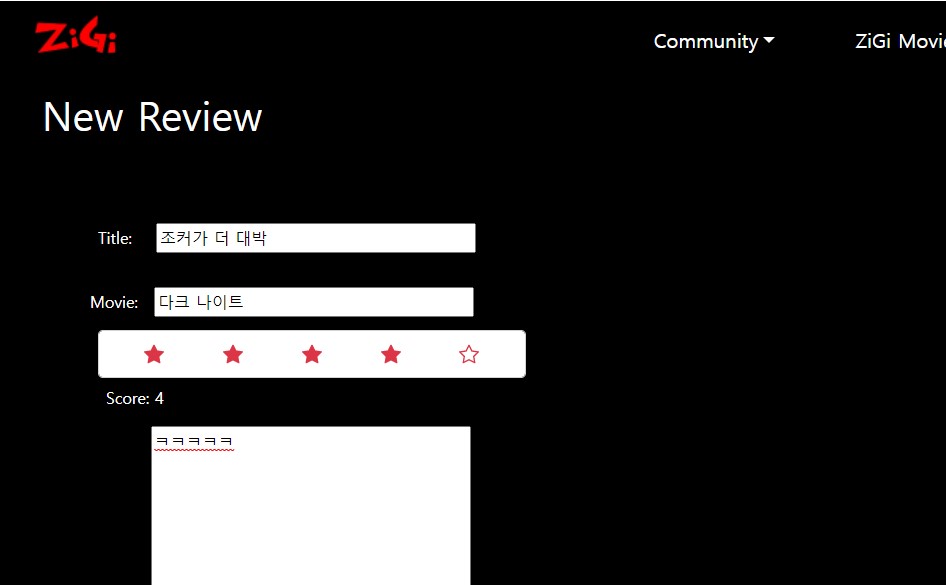 ZiGi
Community
ZiGi Movie
New Review
Title: 조커가 더 대박
Movie: 다크 나이트
Score: 4
ㅋㅋㅋㅋㅋ